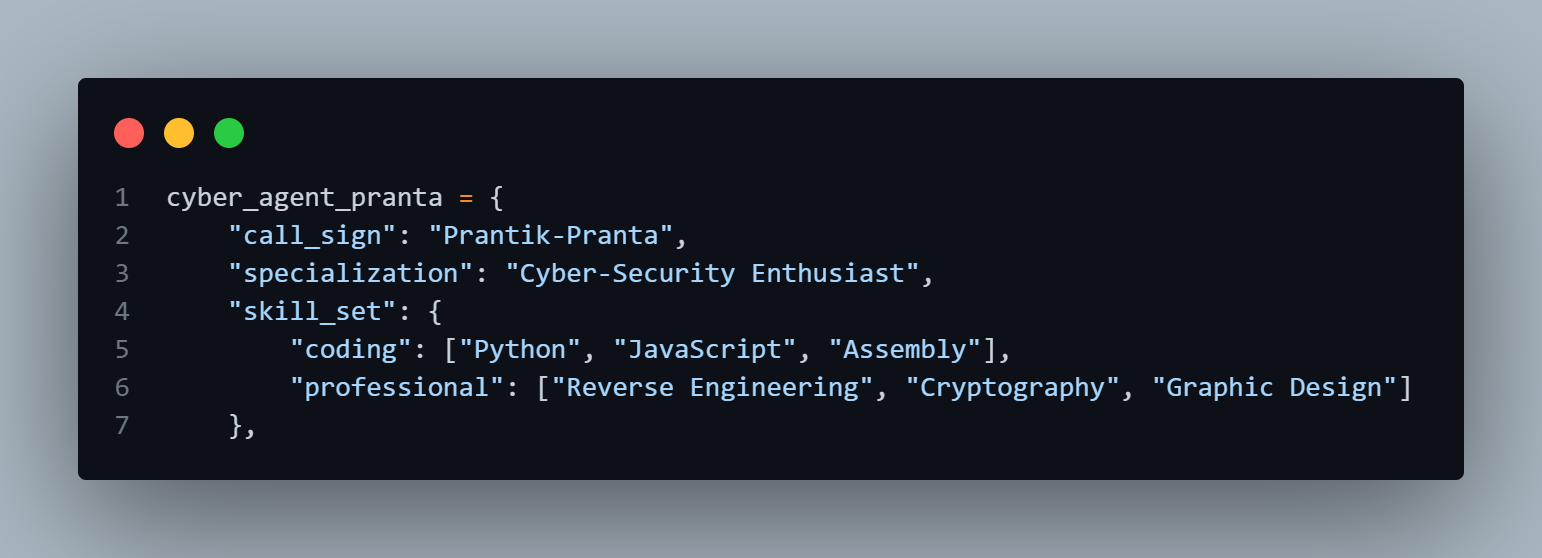 1 cyber_agent_pranta = {
2     "call_sign": "Prantik-Pranta",
3     "specialization": "Cyber-Security Enthusiast",
4     "skill_set": {
5         "coding": ["Python", "JavaScript", "Assembly"],
6         "professional": ["Reverse Engineering", "Cryptography", "Graphic Design"]
7     },